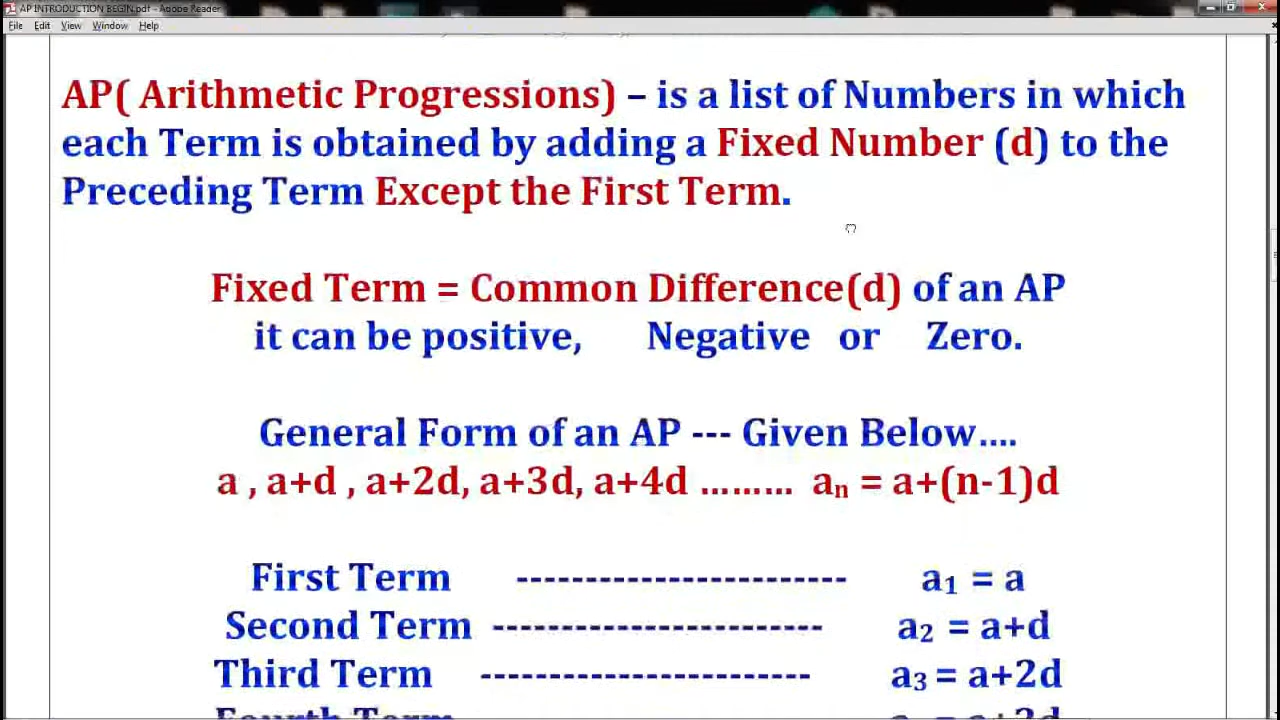 AP INTRODUCTION BEGIN.pdf - Adobe Reader
File Edit View Window Help
AP( Arithmetic Progressions) – is a list of Numbers in which
each Term is obtained by adding a Fixed Number (d) to the
Preceding Term Except the First Term.
Fixed Term = Common Difference(d) of an AP
it can be positive, Negative or Zero.
General Form of an AP --- Given Below....
a , a+d , a+2d, a+3d, a+4d ......... aₙ = a+(n-1)d
First Term ------------------------ a₁ = a
Second Term ------------------------ a₂ = a+d
Third Term ------------------------ a₃ = a+2d
Fourth Term